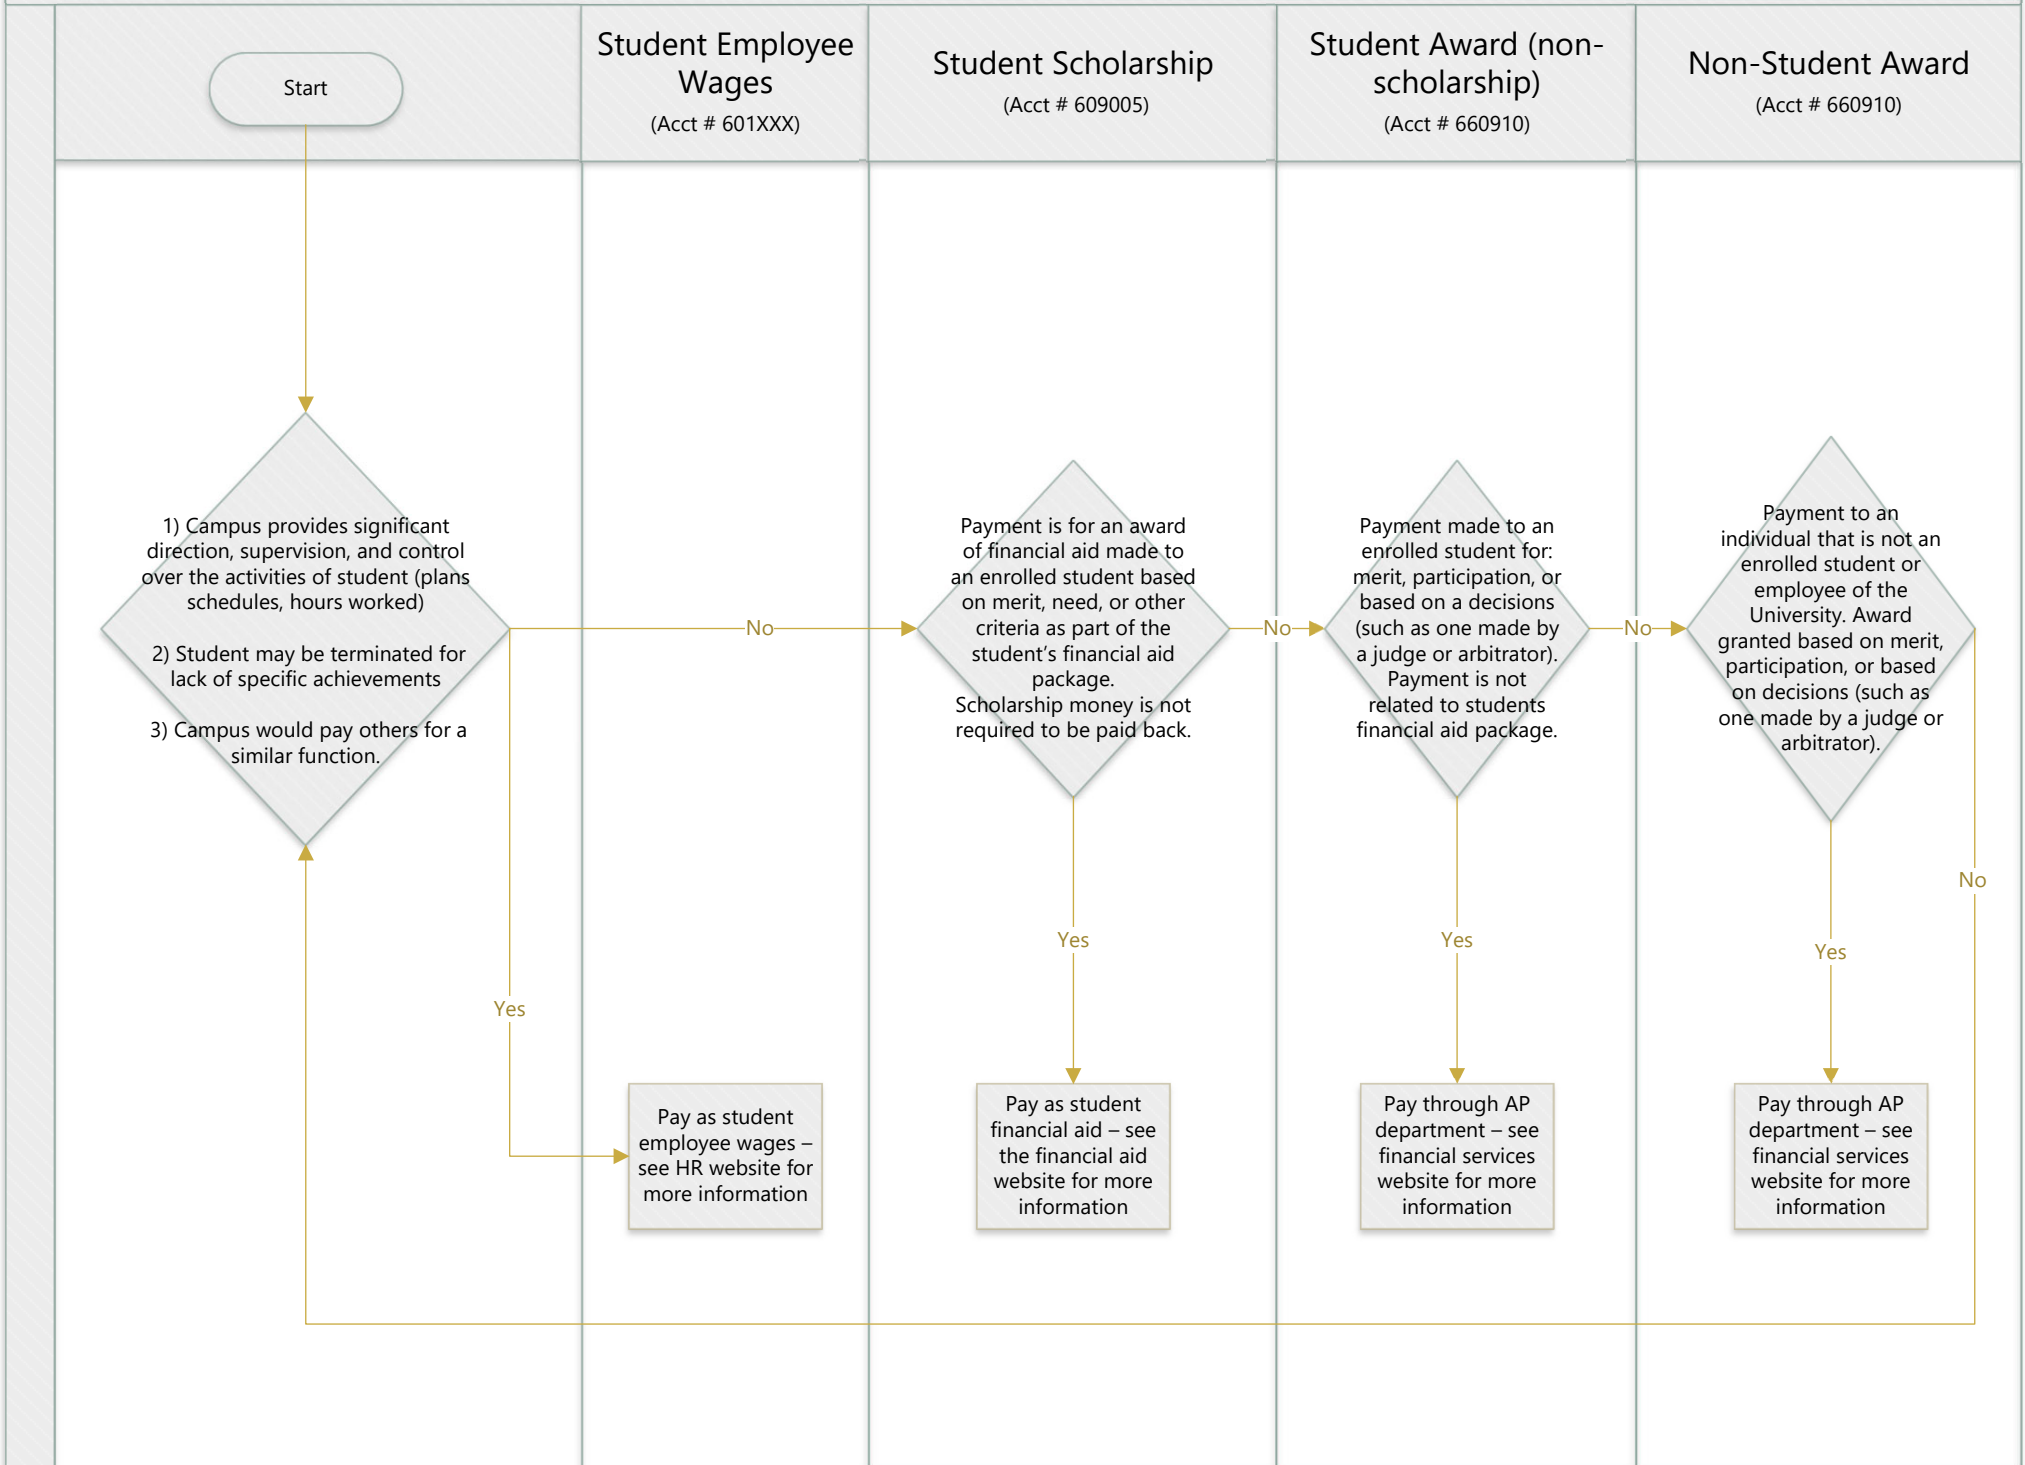 Start
Student Employee
Wages
(Acct # 601XXX)
Student Scholarship
(Acct # 609005)
Student Award (non-
scholarship)
(Acct # 660910)
Non-Student Award
(Acct # 660910)
1) Campus provides significant
direction, supervision, and control
over the activities of student (plans
schedules, hours worked)
2) Student may be terminated for
lack of specific achievements
3) Campus would pay others for a
similar function.
No
Payment is for an award
of financial aid made to
an enrolled student based
on merit, need, or other
criteria as part of the
student’s financial aid
package.
Scholarship money is not
required to be paid back.
No
Payment made to an
enrolled student for:
merit, participation, or
based on a decisions
(such as one made by
a judge or arbitrator).
Payment is not
related to students
financial aid package.
No
Payment to an
individual that is not an
enrolled student or
employee of the
University. Award
granted based on merit,
participation, or based
on decisions (such as
one made by a judge or
arbitrator).
No
Yes
Yes
Yes
Yes
Pay as student
employee wages –
see HR website for
more information
Pay as student
financial aid – see
the financial aid
website for more
information
Pay through AP
department – see
financial services
website for more
information
Pay through AP
department – see
financial services
website for more
information